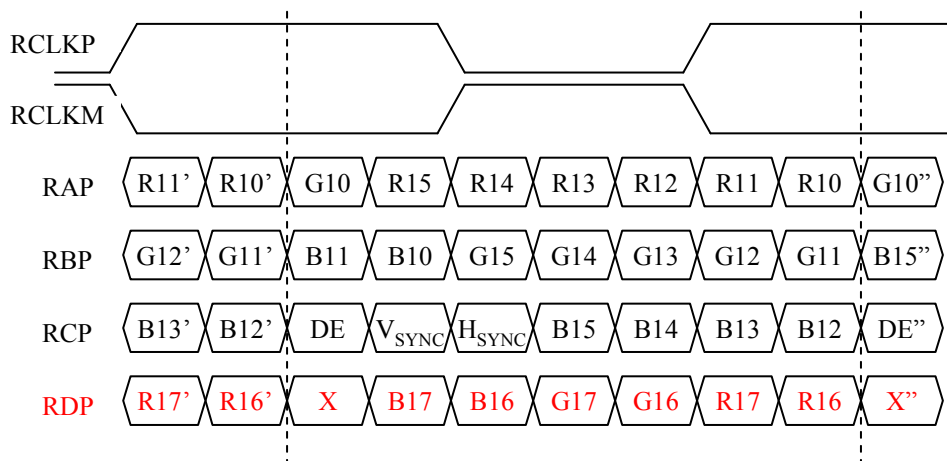 RCLKP
RCLKM
RAP R11’ R10’ G10 R15 R14 R13 R12 R11 R10 G10”
RBP G12’ G11’ B11 B10 G15 G14 G13 G12 G11 B15”
RCP B13’ B12’ DE VSYNC HSYNC B15 B14 B13 B12 DE”
RDP R17’ R16’ X B17 B16 G17 G16 R17 R16 X”